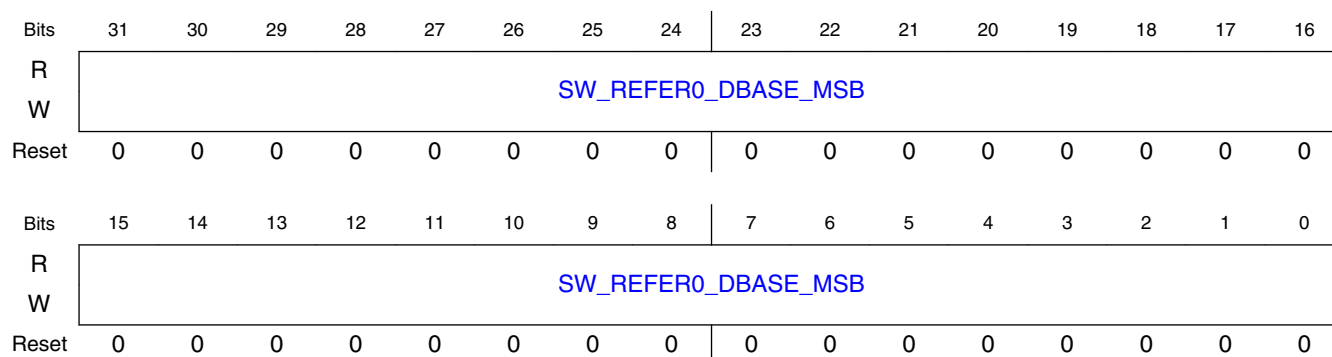 Bits 31 30 29 28 27 26 25 24 23 22 21 20 19 18 17 16
R
SW_REFER0_DBASE_MSB
W
Reset 0 0 0 0 0 0 0 0 0 0 0 0 0 0 0 0
Bits 15 14 13 12 11 10 9 8 7 6 5 4 3 2 1 0
R
SW_REFER0_DBASE_MSB
W
Reset 0 0 0 0 0 0 0 0 0 0 0 0 0 0 0 0